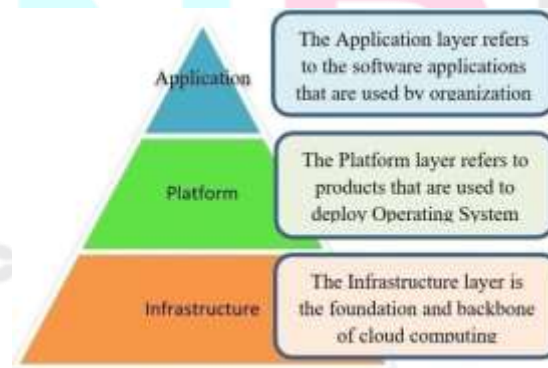 Application
The Application layer refers
to the software applications
that are used by organization
Platform
The Platform layer refers to
products that are used to
deploy Operating System
Infrastructure
The Infrastructure layer is
the foundation and backbone
of cloud computing